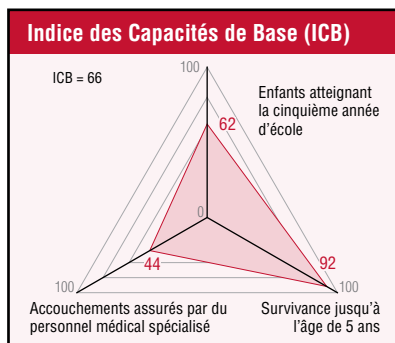 Indice des Capacités de Base (ICB)
100
ICB = 66
Enfants atteignant
la cinquième année
d'école
62
0
44
92
100
100
Accouchements assurés par du
personnel médical spécialisé
Survivance jusqu'à
l'âge de 5 ans